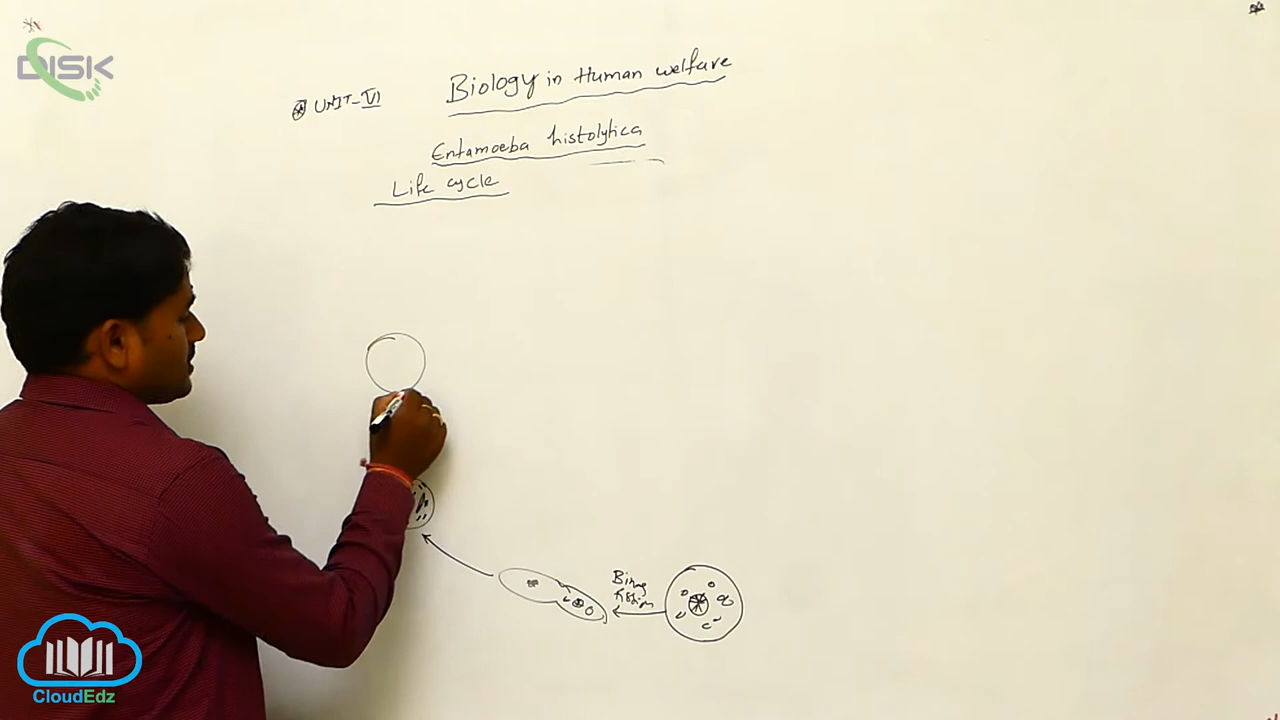 DISK
UNIT-VI Biology in Human welfare
Entamoeba histolytica
Life cycle
Binary
CloudEdz